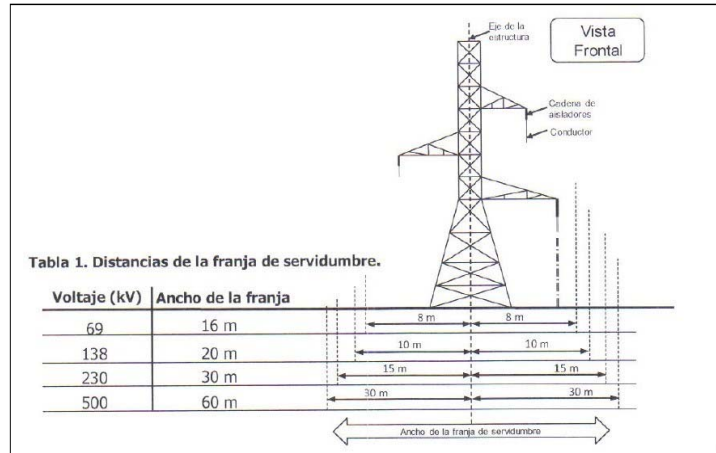 Eje de la
estructura
Vista
Frontal
Cadena de
aisladores
Conductor
Tabla 1. Distancias de la franja de servidumbre.
Voltaje (kV) Ancho de la franja
69 16 m 8 m 8 m
138 20 m 10 m 10 m
230 30 m 15 m 15 m
500 60 m 30 m 30 m
Ancho de la franja de servidumbre